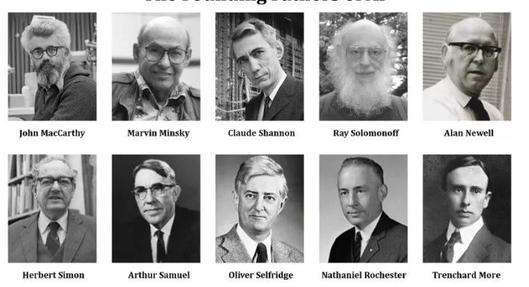 John MacCarthy
Marvin Minsky
Claude Shannon
Ray Solomonoff
Alan Newell
Herbert Simon
Arthur Samuel
Oliver Selfridge
Nathaniel Rochester
Trenchard More